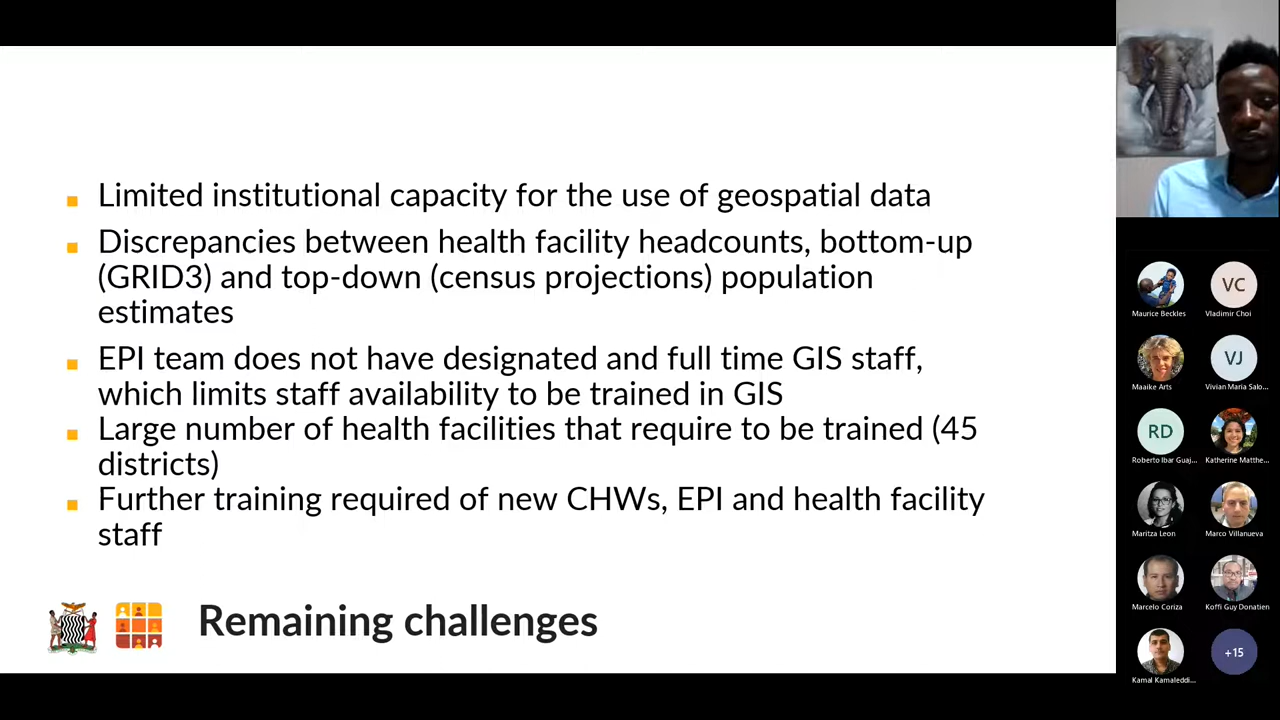 Limited institutional capacity for the use of geospatial data
Discrepancies between health facility headcounts, bottom-up
(GRID3) and top-down (census projections) population
estimates
EPI team does not have designated and full time GIS staff,
which limits staff availability to be trained in GIS
Large number of health facilities that require to be trained (45
districts)
Further training required of new CHWs, EPI and health facility
staff
Remaining challenges
Maurice Beckles
VC
Vladimir Choi
Maaike Arts
VJ
Vivian Maria Salo...
RD
Roberto Ibar Guaj...
Katherine Matthe...
Maritza Leon
Marco Villanueva
Marcelo Coriza
Koffi Guy Donatien
Kamal Kamaleddi...
+15